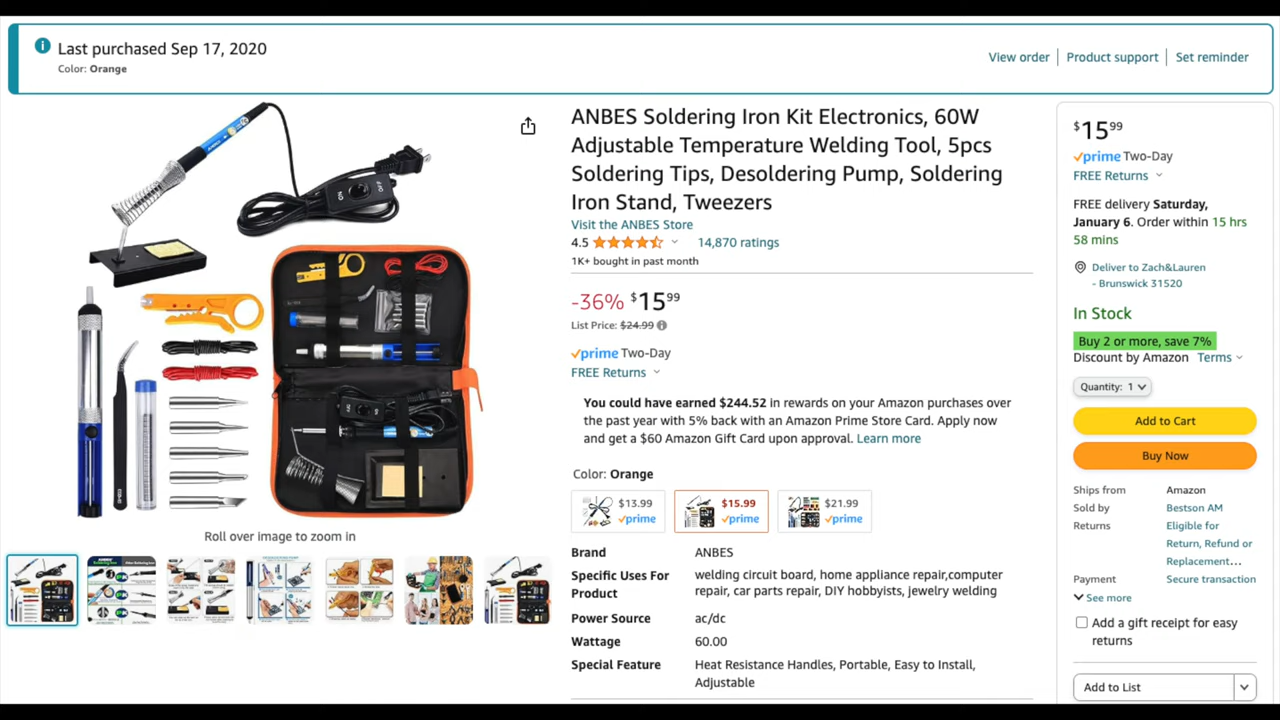 Last purchased Sep 17, 2020
Color: Orange
View order
Product support
Set reminder
ANBES Soldering Iron Kit Electronics, 60W
Adjustable Temperature Welding Tool, 5pcs
Soldering Tips, Desoldering Pump, Soldering
Iron Stand, Tweezers
Visit the ANBES Store
4.5
14,870 ratings
1K+ bought in past month
-36% $15 99
List Price: $24.99
prime Two-Day
FREE Returns
You could have earned $244.52 in rewards on your Amazon purchases over
the past year with 5% back with an Amazon Prime Store Card. Apply now
and get a $60 Amazon Gift Card upon approval. Learn more
Color: Orange
$13.99
prime
$15.99
prime
$21.99
prime
Brand ANBES
Specific Uses For
Product
welding circuit board, home appliance repair,computer
repair, car parts repair, DIY hobbyists, jewelry welding
Power Source ac/dc
Wattage 60.00
Special Feature
Heat Resistance Handles, Portable, Easy to Install,
Adjustable
Roll over image to zoom in
$15 99
prime Two-Day
FREE Returns
FREE delivery Saturday,
January 6. Order within 15 hrs
58 mins
Deliver to Zach&Lauren
- Brunswick 31520
In Stock
Buy 2 or more, save 7%
Discount by Amazon Terms
Quantity: 1
Add to Cart
Buy Now
Ships from Amazon
Sold by Bestson AM
Returns Eligible for
Return, Refund or
Replacement...
Payment Secure transaction
See more
Add a gift receipt for easy
returns
Add to List